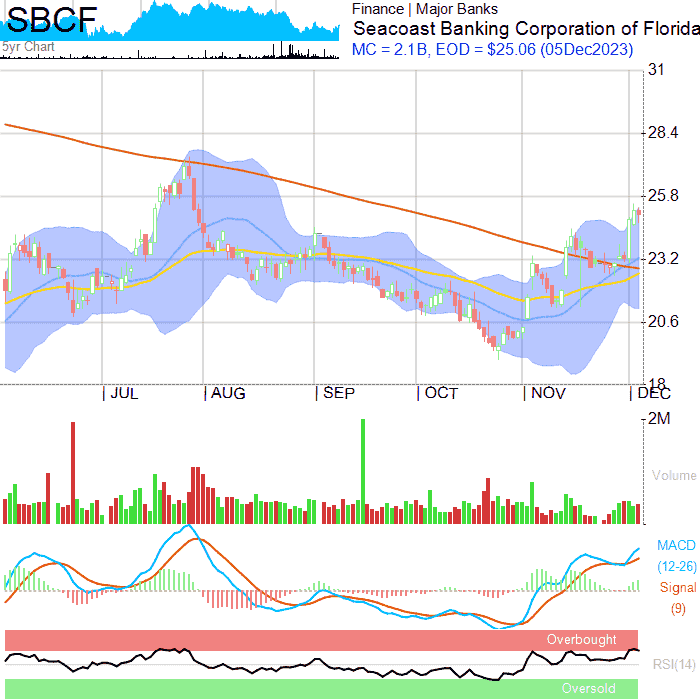 SBCF
5yr Chart
Finance | Major Banks
Seacoast Banking Corporation of Florida
MC = 2.1B, EOD = $25.06 (05Dec2023)
31
28.4
25.8
23.2
20.6
18
JUL AUG SEP OCT NOV DEC
2M
Volume
MACD
(12-26)
Signal
(9)
Overbought
RSI(14)
Oversold